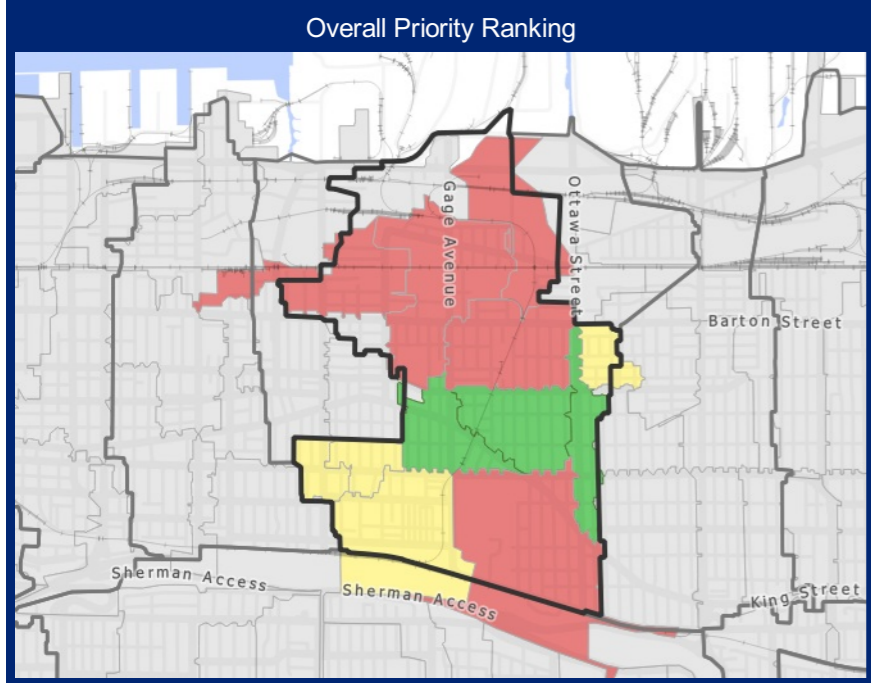 Overall Priority Ranking
Gage Avenue
Ottawa Street
Barton Street
Sherman Access
Sherman Access
King Street